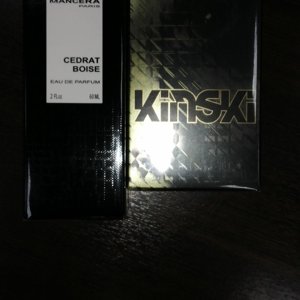 MANCERA
PARIS
CEDRAT
BOISE
EAU DE PARFUM
2 Fl.oz 60 ML
KINSKI